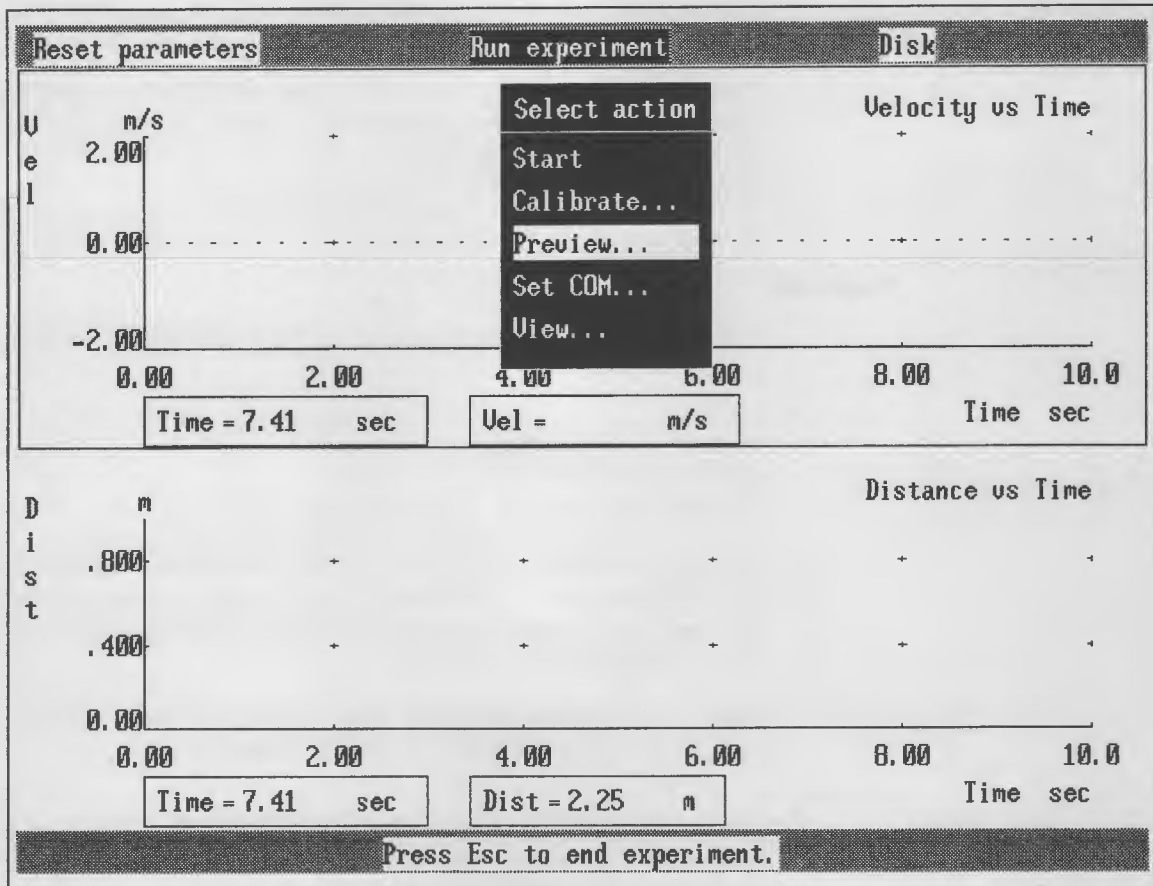 Reset parameters Run experiment Disk
Select action
Start
Calibrate...
Preview...
Set COM...
View...
Velocity vs Time
Vel
m/s
2.00
0.00
-2.00
0.00 2.00 4.00 6.00 8.00 10.0
Time = 7.41 sec Vel = m/s Time sec
Distance vs Time
Dist
m
.800
.400
0.00
0.00 2.00 4.00 6.00 8.00 10.0
Time = 7.41 sec Dist = 2.25 m Time sec
Press Esc to end experiment.